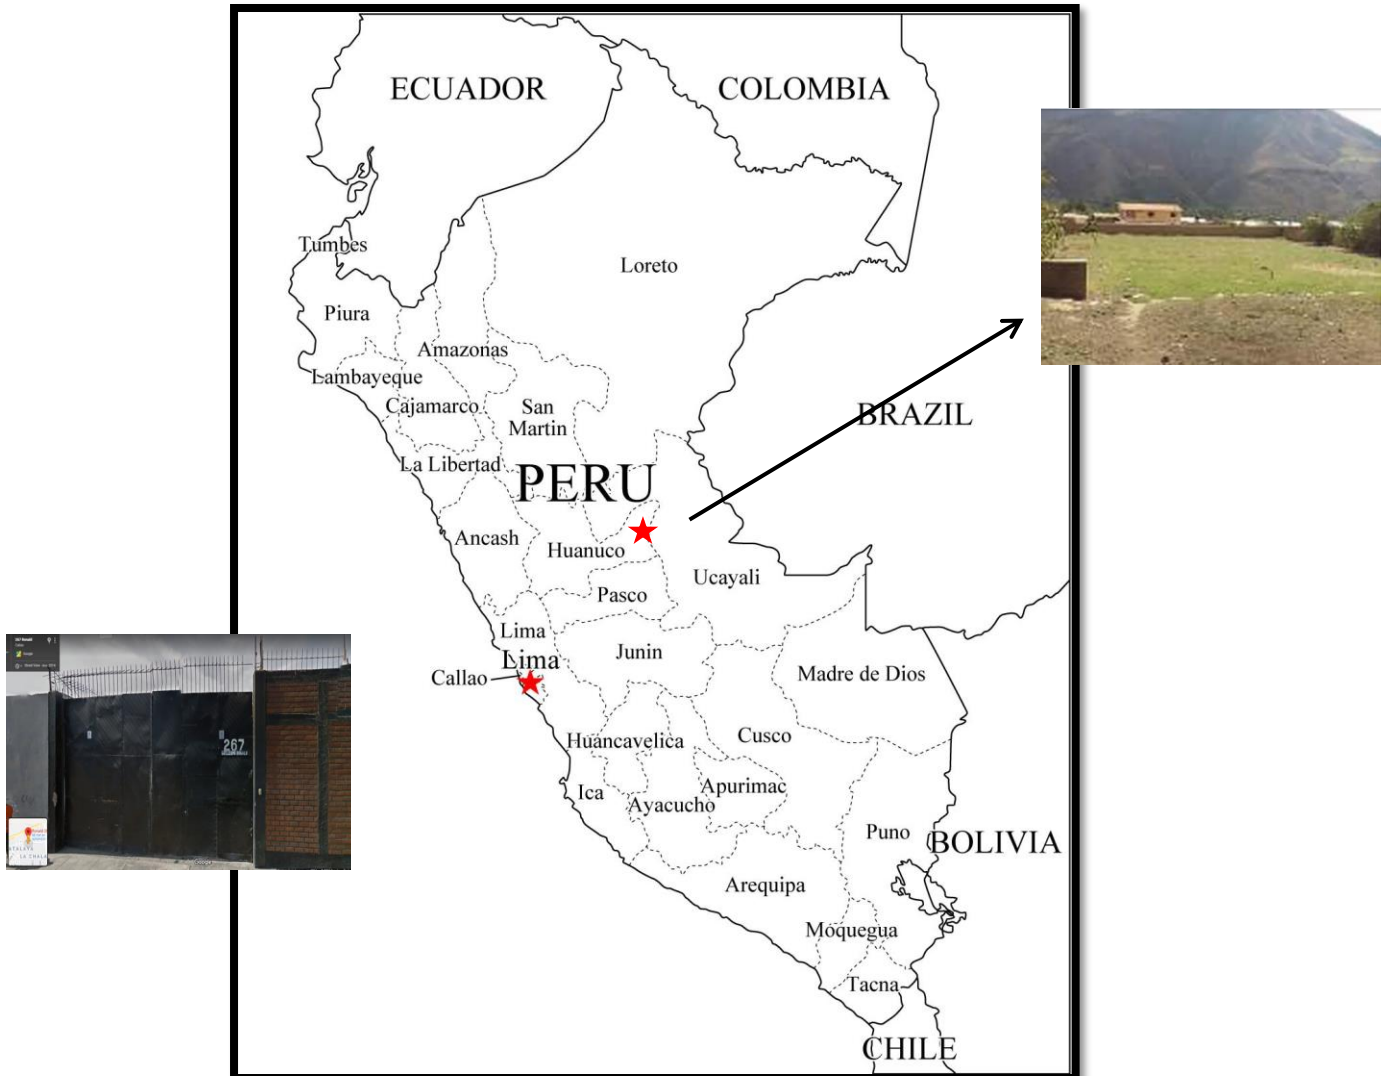 ECUADOR
COLOMBIA
Tumbes
Loreto
Piura
Amazonas
Lambayeque
Cajamarco
San
Martin
BRAZIL
La Libertad
PERU
Ancash
Huanuco
Ucayali
Pasco
Lima
Junin
Lima
Callao
Madre de Dios
Cusco
Huancavelica
Apurimac
Ica
Ayacucho
Puno
BOLIVIA
Arequipa
Moquegua
Tacna
CHILE
267
Google